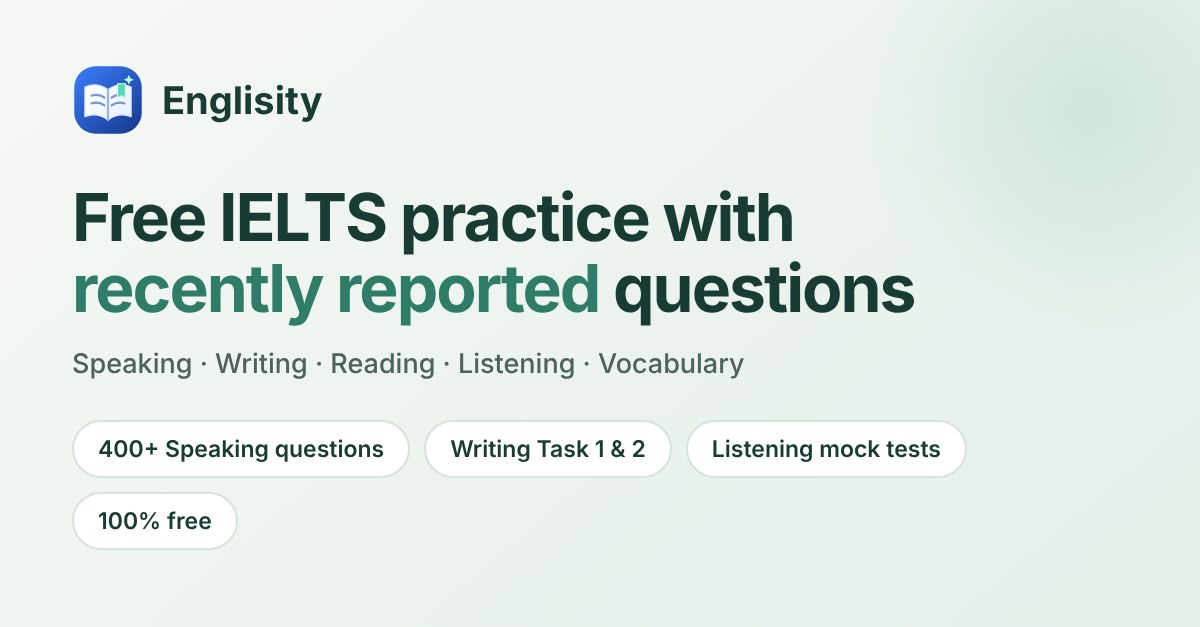 Englisity
Free IELTS practice with
recently reported questions
Speaking · Writing · Reading · Listening · Vocabulary
400+ Speaking questions
Writing Task 1 & 2
Listening mock tests
100% free